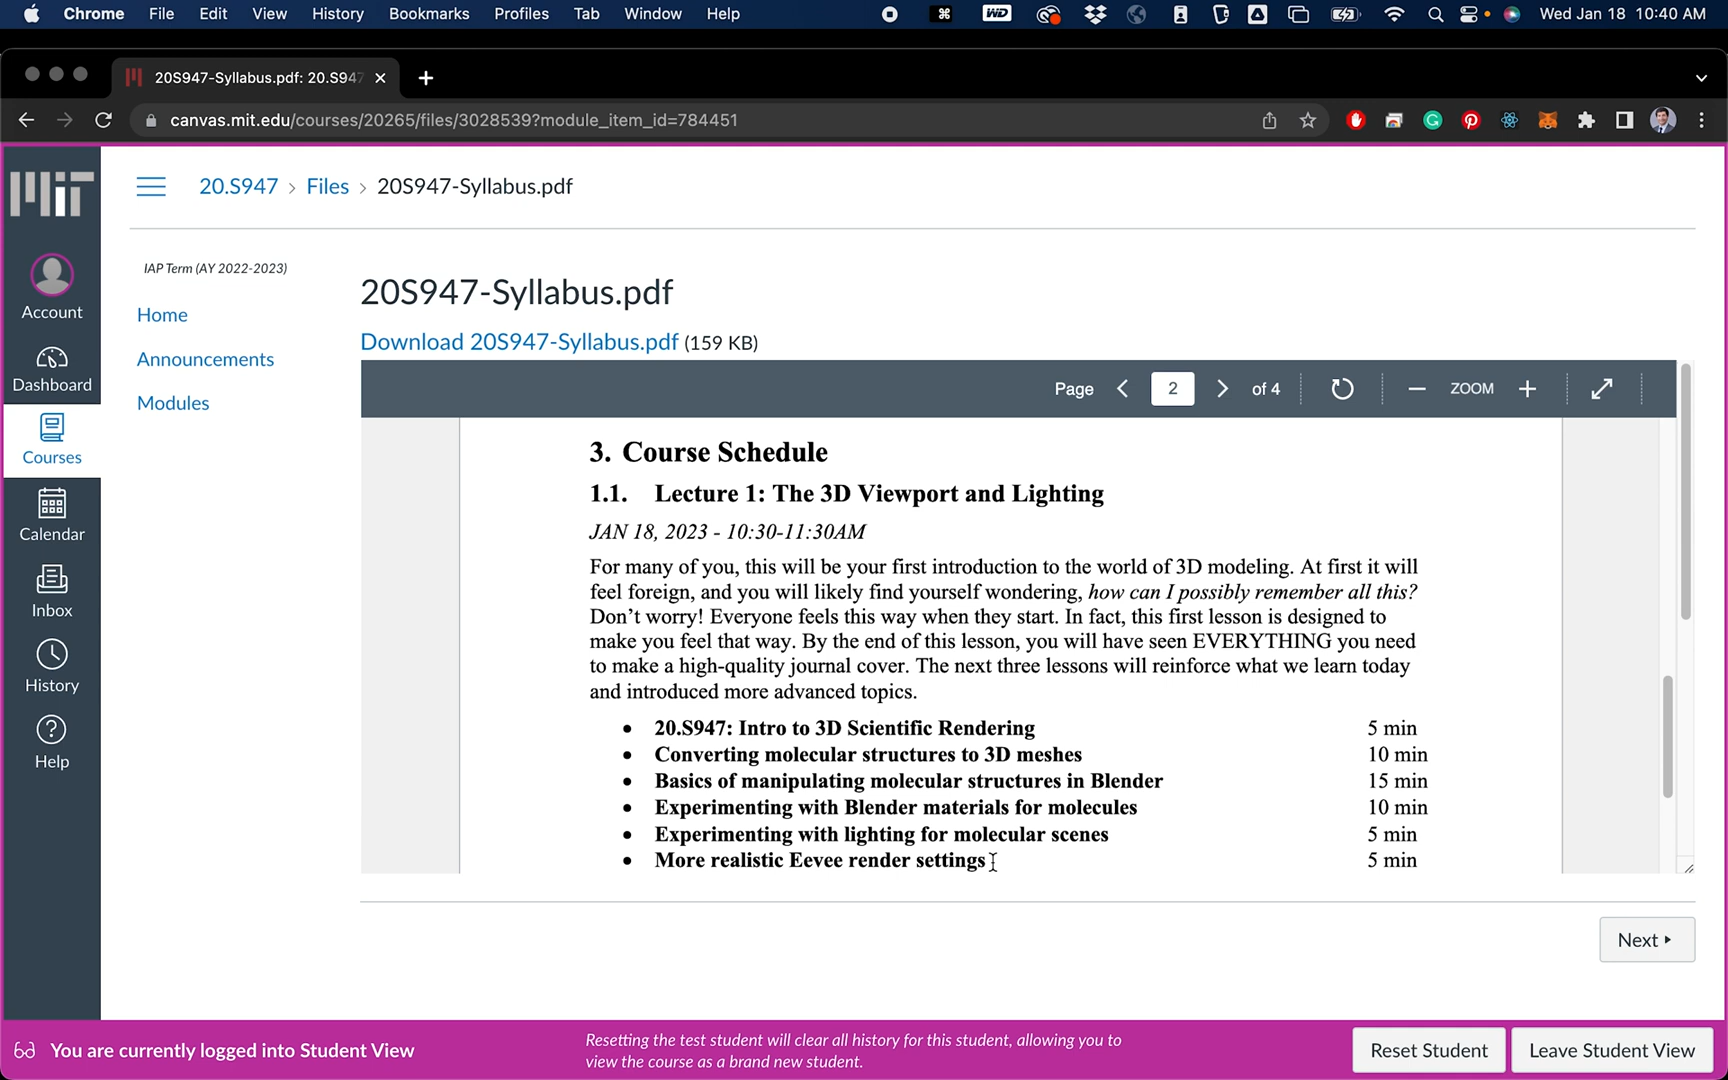 Chrome File Edit View History Bookmarks Profiles Tab Window Help Wed Jan 18 10:40 AM
20S947-Syllabus.pdf: 20.S947
canvas.mit.edu/courses/20265/files/3028539?module_item_id=784451
MIT
Account
Dashboard
Courses
Calendar
Inbox
History
Help
20.S947 > Files > 20S947-Syllabus.pdf
IAP Term (AY 2022-2023)
Home
Announcements
Modules
20S947-Syllabus.pdf
Download 20S947-Syllabus.pdf (159 KB)
Page 2 of 4 ZOOM
3. Course Schedule
1.1. Lecture 1: The 3D Viewport and Lighting
JAN 18, 2023 - 10:30-11:30AM
For many of you, this will be your first introduction to the world of 3D modeling. At first it will
feel foreign, and you will likely find yourself wondering, how can I possibly remember all this?
Don't worry! Everyone feels this way when they start. In fact, this first lesson is designed to
make you feel that way. By the end of this lesson, you will have seen EVERYTHING you need
to make a high-quality journal cover. The next three lessons will reinforce what we learn today
and introduced more advanced topics.
• 20.S947: Intro to 3D Scientific Rendering 5 min
• Converting molecular structures to 3D meshes 10 min
• Basics of manipulating molecular structures in Blender 15 min
• Experimenting with Blender materials for molecules 10 min
• Experimenting with lighting for molecular scenes 5 min
• More realistic Eevee render settings 5 min
Next
You are currently logged into Student View
Resetting the test student will clear all history for this student, allowing you to
view the course as a brand new student.
Reset Student
Leave Student View